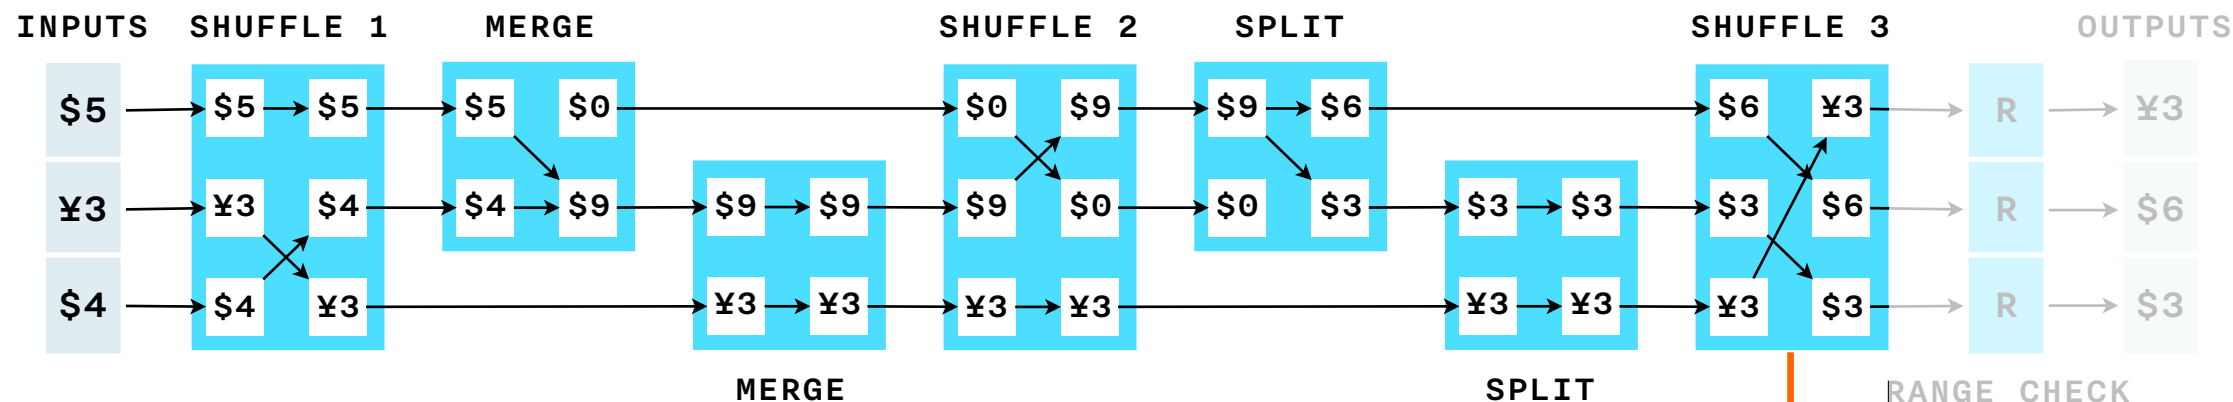 INPUTS SHUFFLE 1 MERGE SHUFFLE 2 SPLIT SHUFFLE 3 OUTPUTS
$5 $5 $5 $5 $0 $0 $9 $9 $6 $6 ¥3 R ¥3
¥3 ¥3 $4 $4 $9 $9 $9 $9 $0 $0 $3 $3 $3 $3 $6 R $6
$4 $4 ¥3 ¥3 ¥3 ¥3 ¥3 ¥3 ¥3 ¥3 $3 R $3
MERGE SPLIT RANGE CHECK